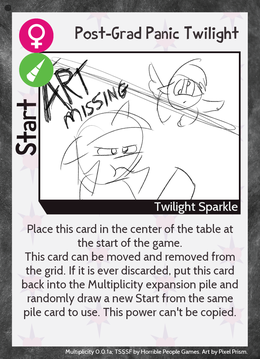 Post-Grad Panic Twilight
Start
ART
MISSING
Twilight Sparkle
Place this card in the center of the table at
the start of the game.
This card can be moved and removed from
the grid. If it is ever discarded, put this card
back into the Multiplicity expansion pile and
randomly draw a new Start from the same
pile card to use. This power can't be copied.
Multiplicity 0.0.1a; TSSSF by Horrible People Games. Art by Pixel Prism.